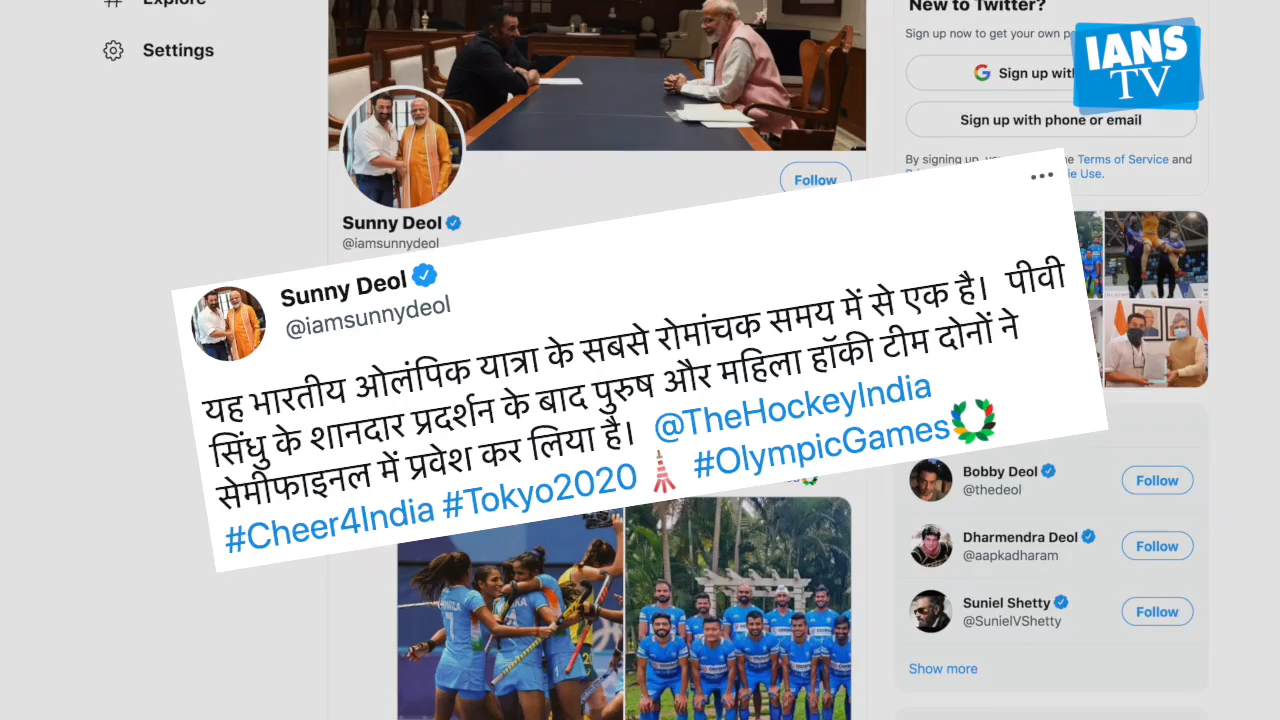 Explore
Settings
New to Twitter?
Sign up now to get your own
IANS
TV
Sign up with
Sign up with phone or email
By signing up,
Terms of Service and
Follow
Sunny Deol
@iamsunnydeol
Sunny Deol
@iamsunnydeol
यह भारतीय ओलंपिक यात्रा के सबसे रोमांचक समय में से एक है। पीवी
सिंधु के शानदार प्रदर्शन के बाद पुरुष और महिला हॉकी टीम दोनों ने
सेमीफाइनल में प्रवेश कर लिया है। @TheHockeyIndia
#Cheer4India #Tokyo2020 #OlympicGames
Bobby Deol
@thedeol
Follow
Dharmendra Deol
@aapkadharam
Follow
Suniel Shetty
@SunielVShetty
Follow
Show more